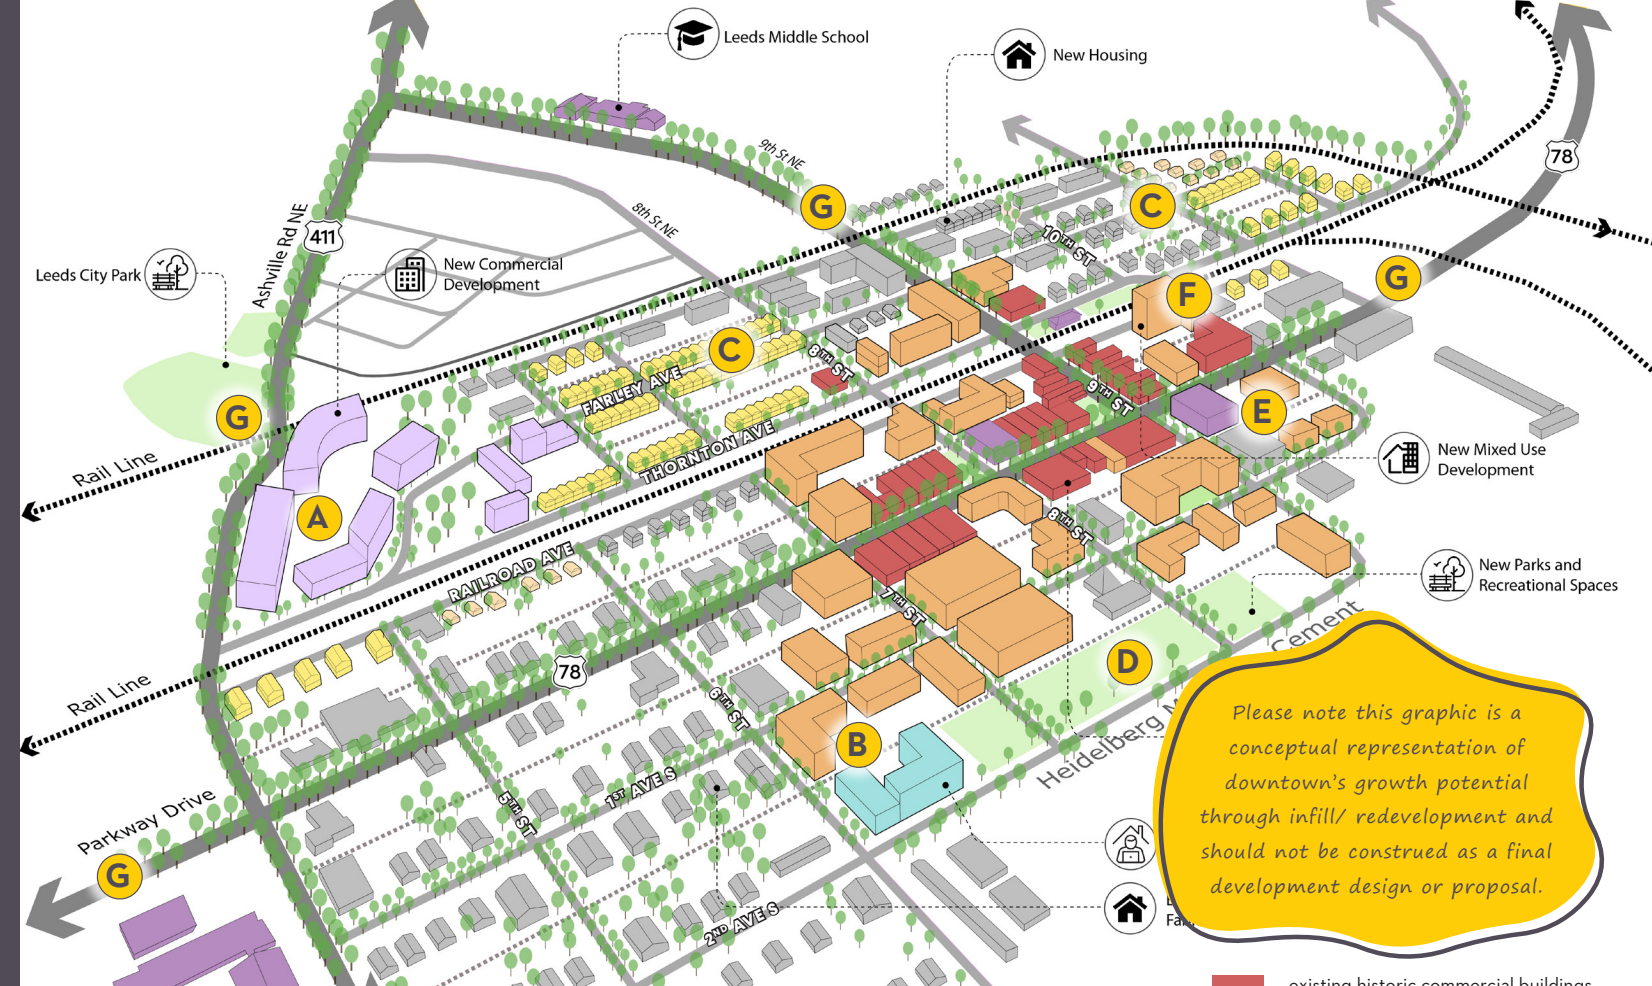 Leeds Middle School
New Housing
9th St NE
78
G
8th St NE
C
Ashville Rd NE
411
10TH ST
Leeds City Park
New Commercial
Development
G
F
C
8TH ST
FARLEY AVE
9TH ST
E
G
THORNTON AVE
New Mixed Use
Development
Rail Line
A
8TH ST
RAILROAD AVE
7TH ST
New Parks and
Recreational Spaces
Cement
D
78
Rail Line
6TH ST
B
Heidelberg
Please note this graphic is a
conceptual representation of
downtown's growth potential
through infill/ redevelopment and
should not be construed as a final
development design or proposal.
1ST AVE S
5TH ST
Parkway Drive
G
2ND AVE S
existing historic commercial buildings